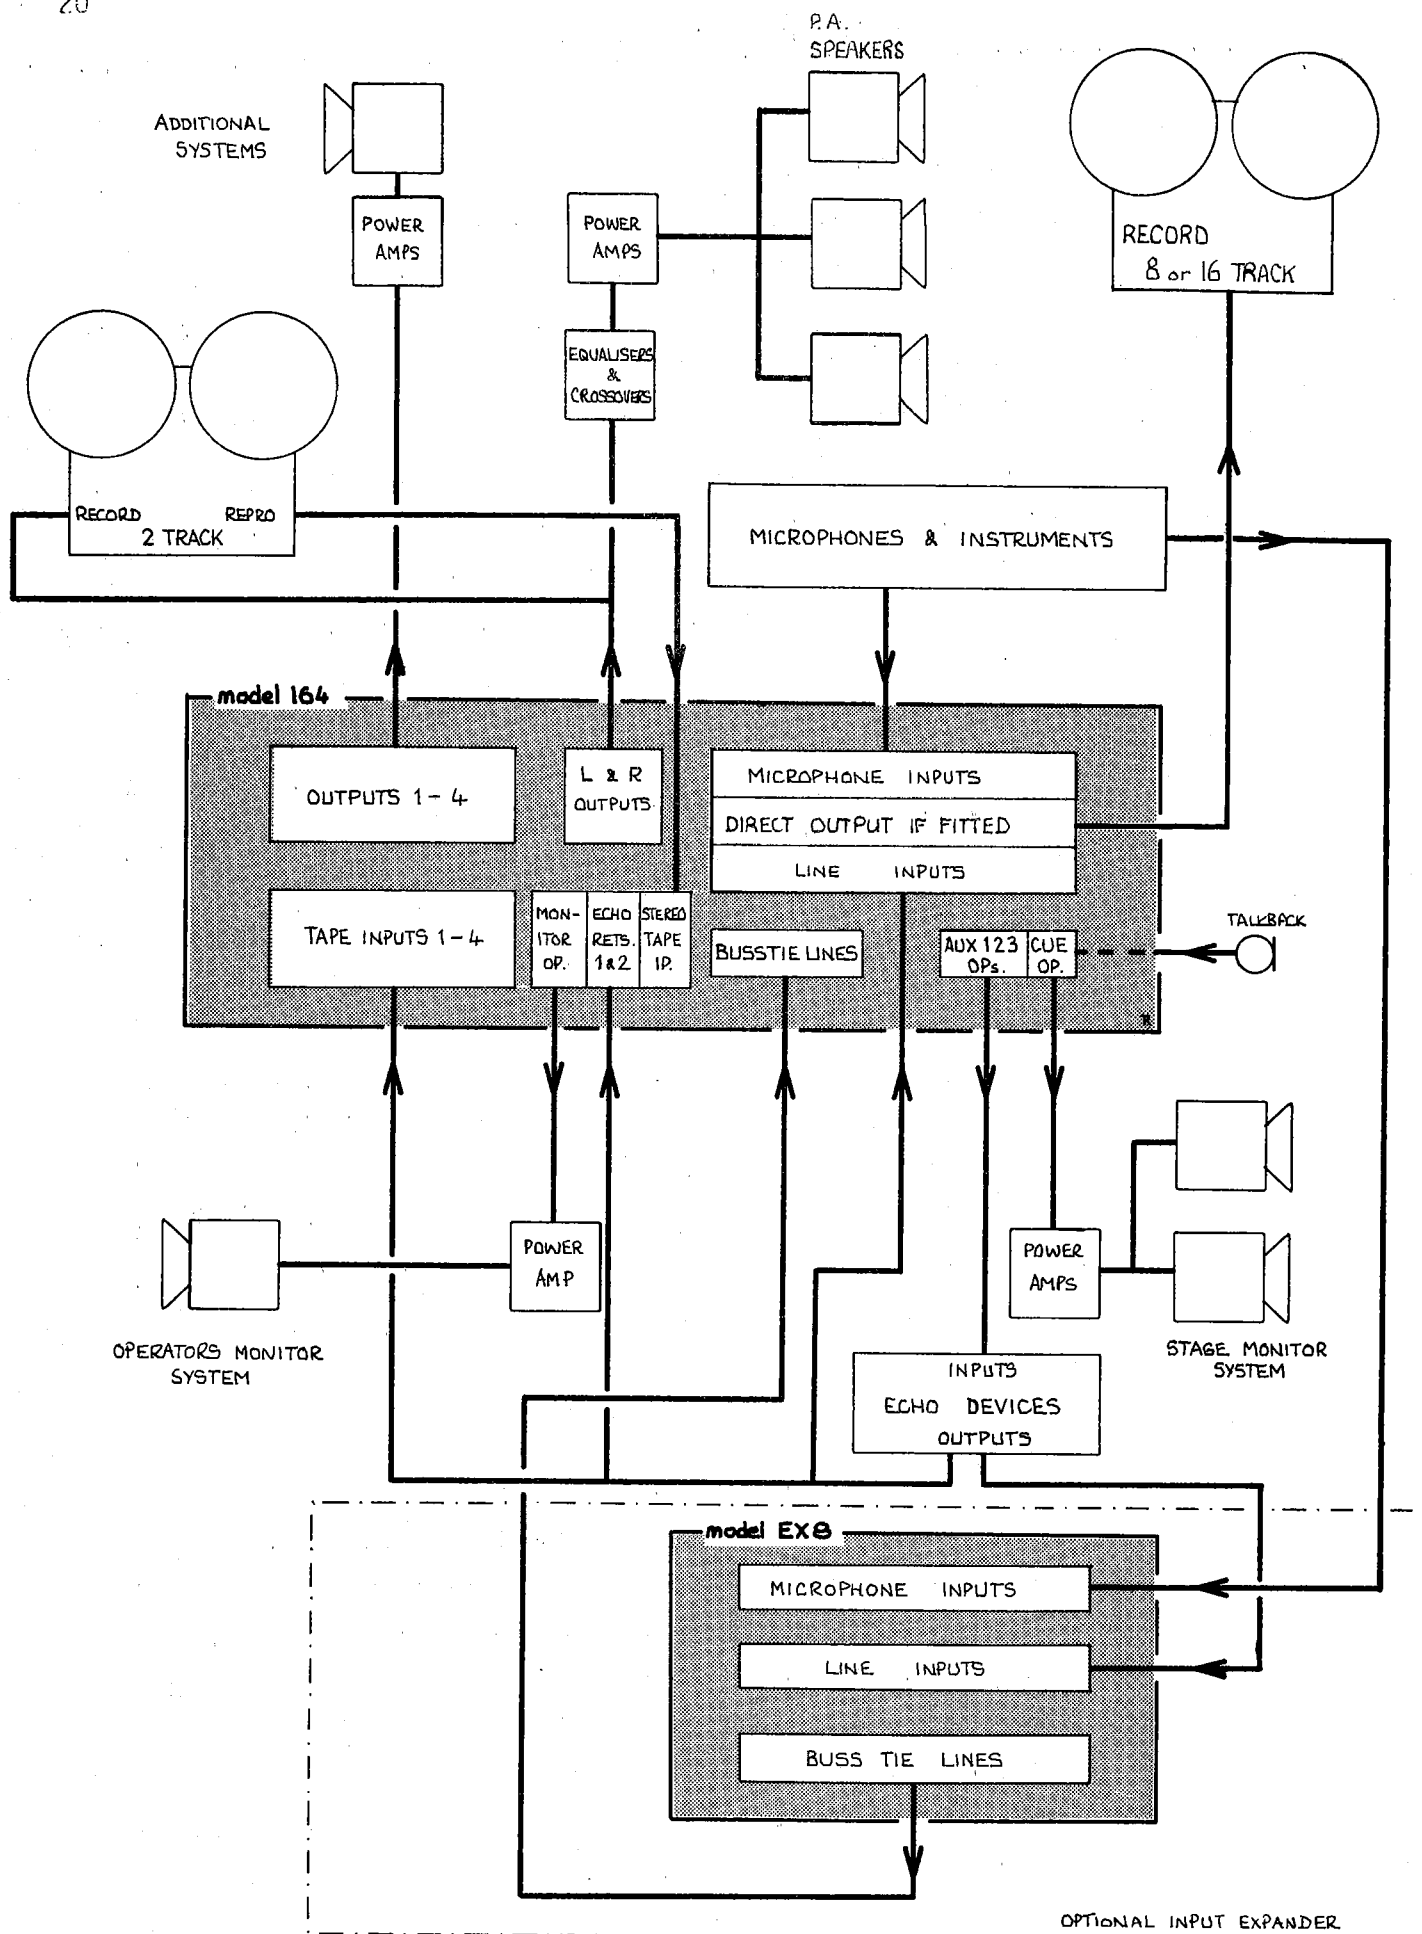 20
P.A.
SPEAKERS
ADDITIONAL
SYSTEMS
POWER
AMPS
POWER
AMPS
RECORD
8 or 16 TRACK
EQUALISERS
&
CROSSOVERS
RECORD REPRO
2 TRACK
MICROPHONES & INSTRUMENTS
model 164
OUTPUTS 1-4
L & R
OUTPUTS
MICROPHONE INPUTS
DIRECT OUTPUT IF FITTED
LINE INPUTS
TAPE INPUTS 1-4
MON-
ITOR
OP.
ECHO
RETS.
1&2
STEREO
TAPE
IP.
BUSSTIE LINES
AUX 123
OPs.
CUE
OP.
TALKBACK
POWER
AMP
OPERATORS MONITOR
SYSTEM
POWER
AMPS
STAGE MONITOR
SYSTEM
INPUTS
ECHO DEVICES
OUTPUTS
model EX8
MICROPHONE INPUTS
LINE INPUTS
BUSS TIE LINES
OPTIONAL INPUT EXPANDER